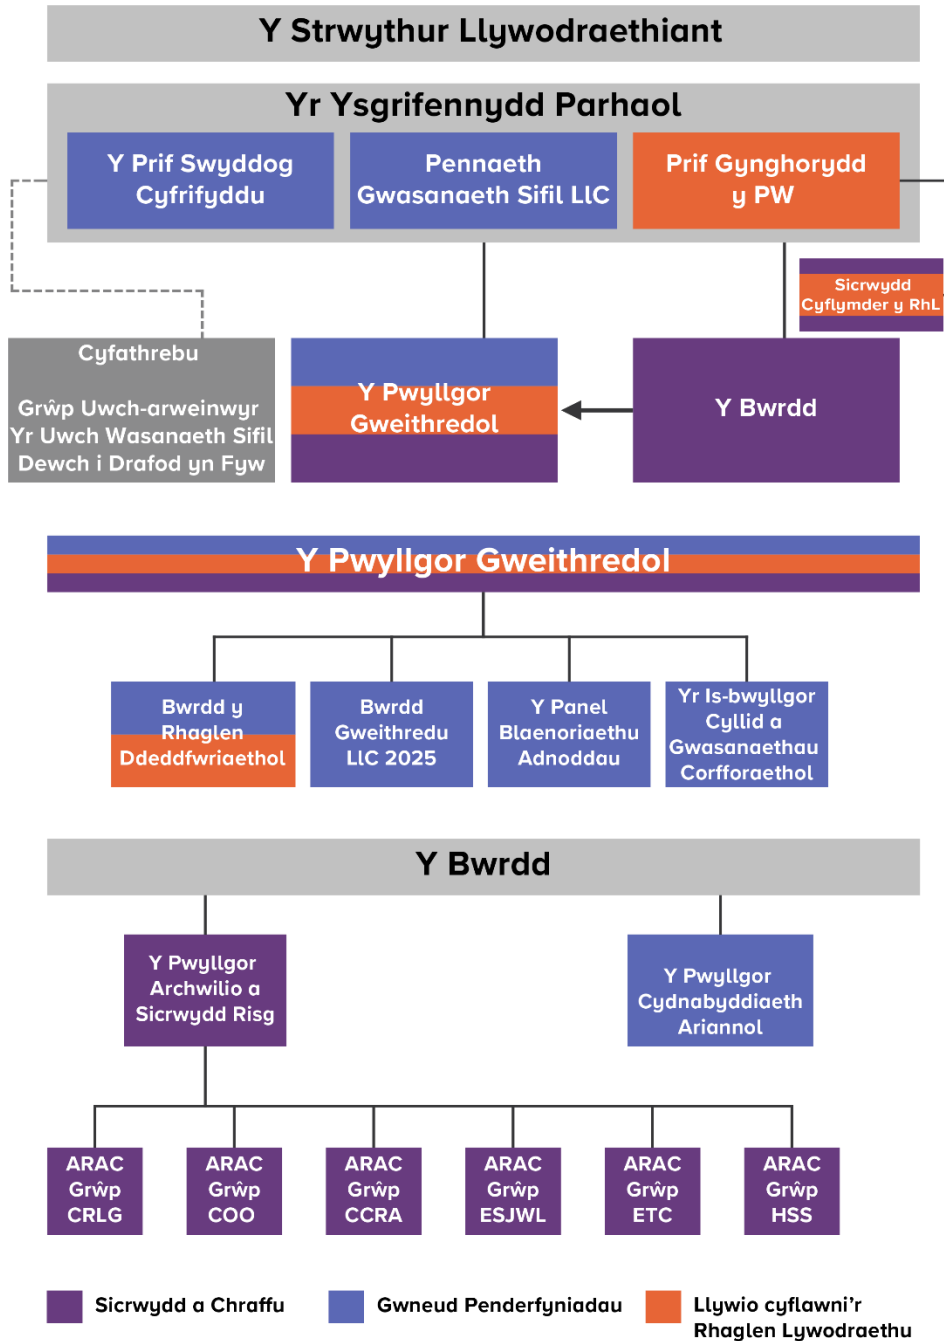 Y Strwythur Llywodraethiant
Yr Ysgrifennydd Parhaol
Y Prif Swyddog
Cyfrifyddu
Pennaeth
Gwasanaeth Sifil LlC
Prif Gynghorydd
y PW
Sicrwydd
Cyflymder y RhL
Cyfathrebu
Grŵp Uwch-arweinwyr
Yr Uwch Wasanaeth Sifil
Dewch i Drafod yn Fyw
Y Pwyllgor
Gweithredol
Y Bwrdd
Y Pwyllgor Gweithredol
Bwrdd y
Rhaglen
Ddeddfwriaethol
Bwrdd
Gweithredu
LlC 2025
Y Panel
Blaenoriaethu
Adnoddau
Yr Is-bwyllgor
Cyllid a
Gwasanaethau
Corfforaethol
Y Bwrdd
Y Pwyllgor
Archwilio a
Sicrwydd Risg
Y Pwyllgor
Cydnabyddiaeth
Ariannol
ARAC
Grŵp
CRLG
ARAC
Grŵp
COO
ARAC
Grŵp
CCRA
ARAC
Grŵp
ESJWL
ARAC
Grŵp
ETC
ARAC
Grŵp
HSS
Sicrwydd a Chraffu
Gwneud Penderfyniadau
Llywio cyflawni’r
Rhaglen Lywodraethu